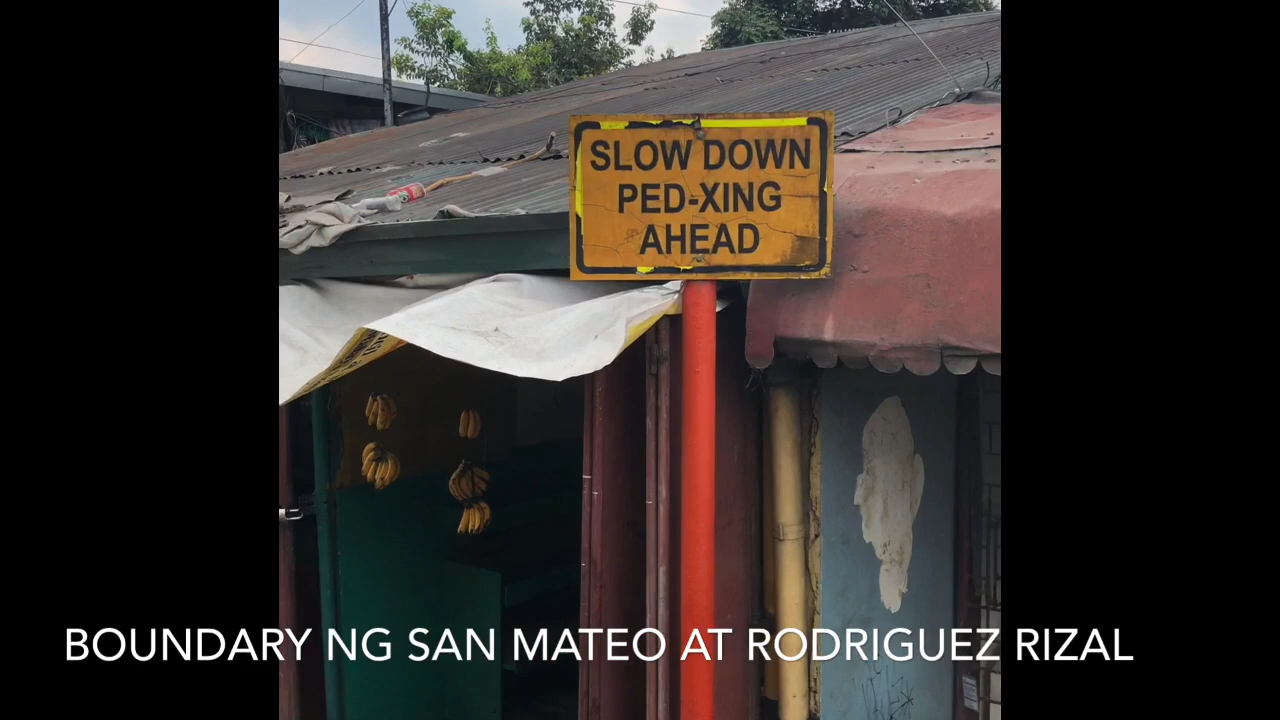 SLOW DOWN
PED-XING
AHEAD
BOUNDARY NG SAN MATEO AT RODRIGUEZ RIZAL